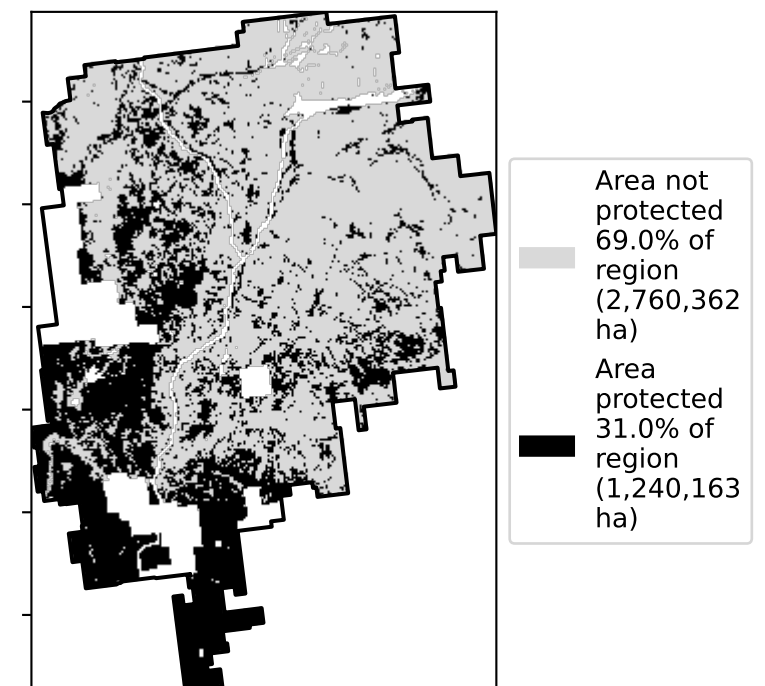 Area not
protected
69.0% of
region
(2,760,362
ha)
Area
protected
31.0% of
region
(1,240,163
ha)